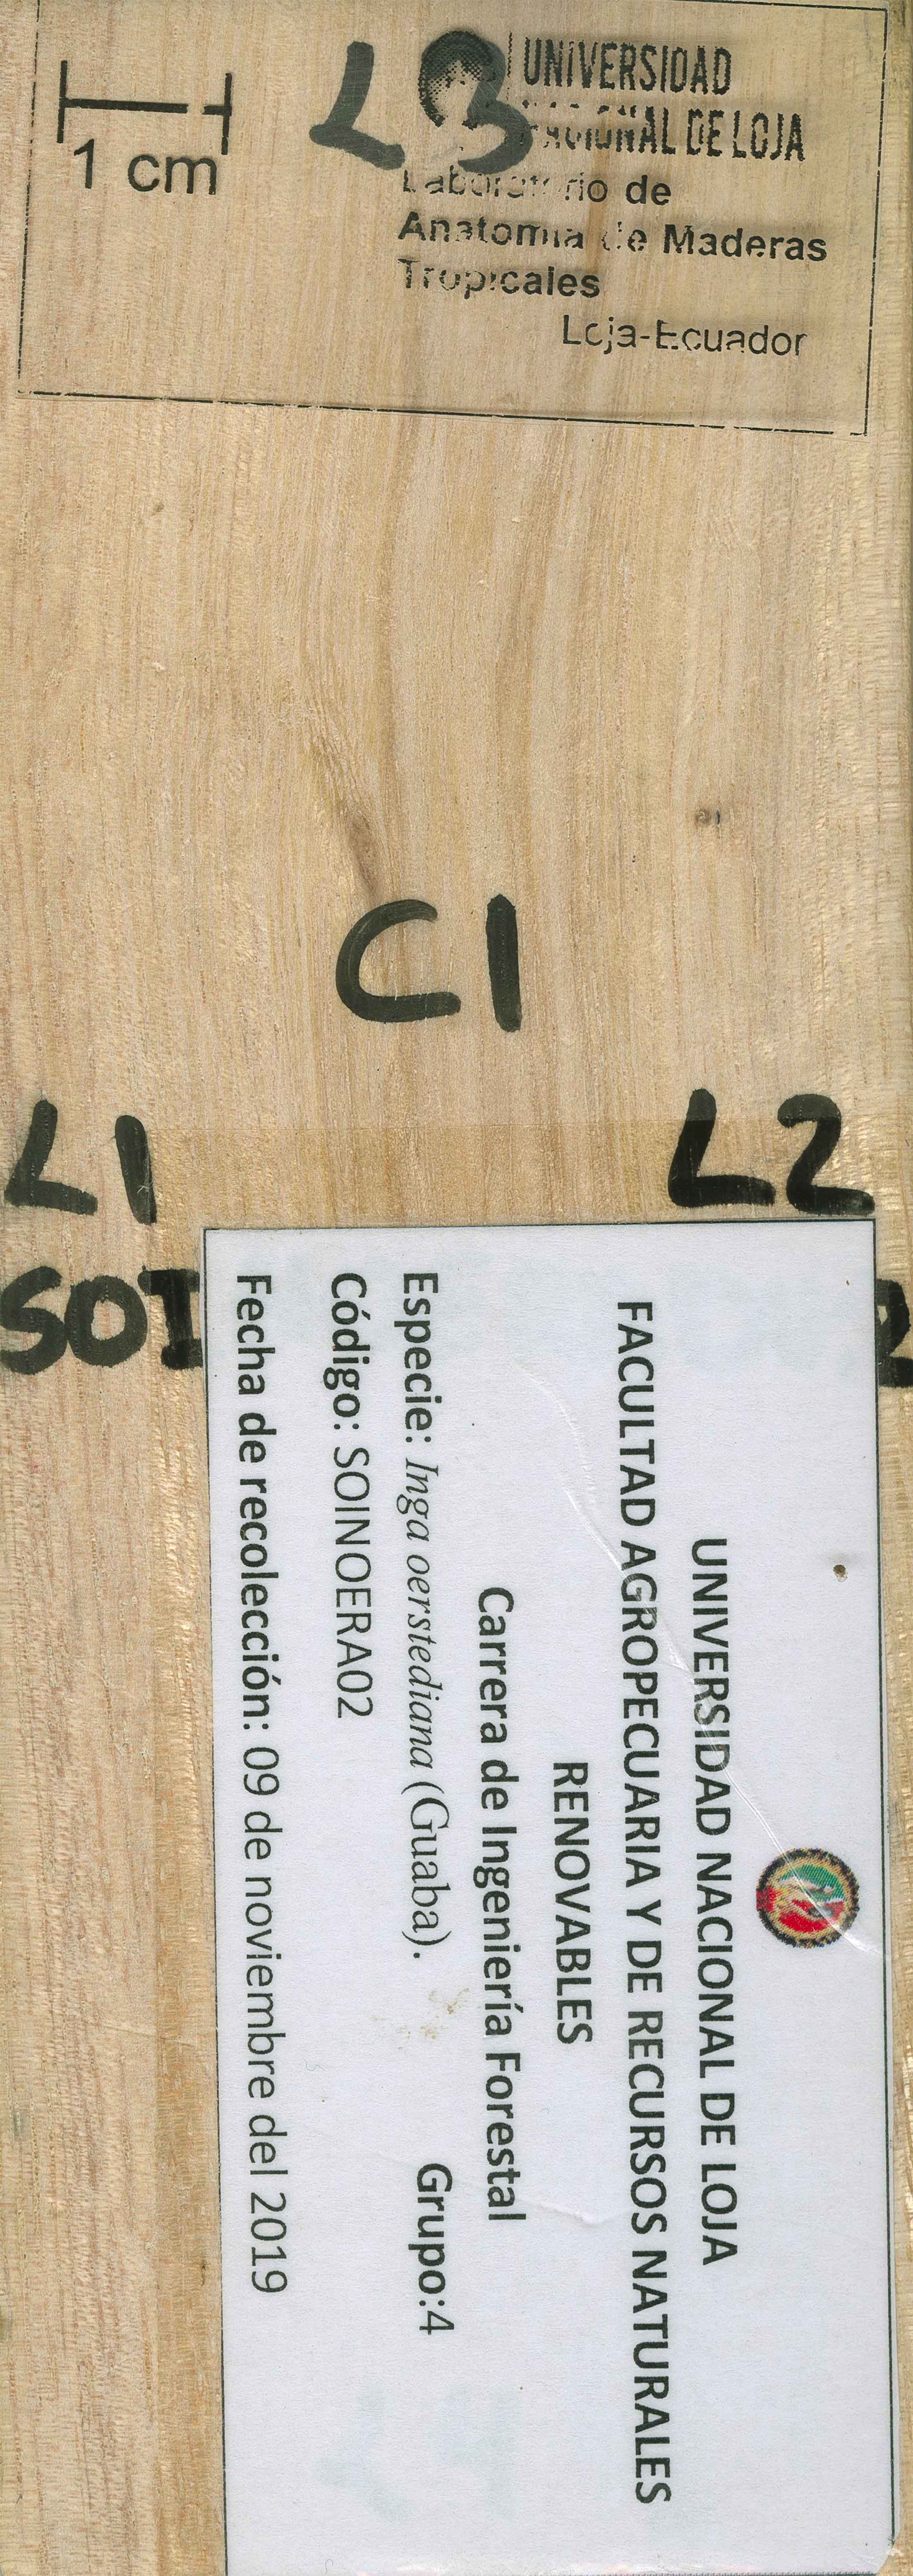 1 cm
L3
UNIVERSIDAD
NACIONAL DE LOJA
Laboratorio de
Anatomia de Maderas
Tropicales
Loja-Ecuador
C1
L1
L2
SOI
UNIVERSIDAD NACIONAL DE LOJA
FACULTAD AGROPECUARIA Y DE RECURSOS NATURALES
RENOVABLES
Carrera de Ingeniería Forestal
Especie: Inga oerstediana (Guaba). Grupo:4
Código: SOINOERA02
Fecha de recolección: 09 de noviembre del 2019